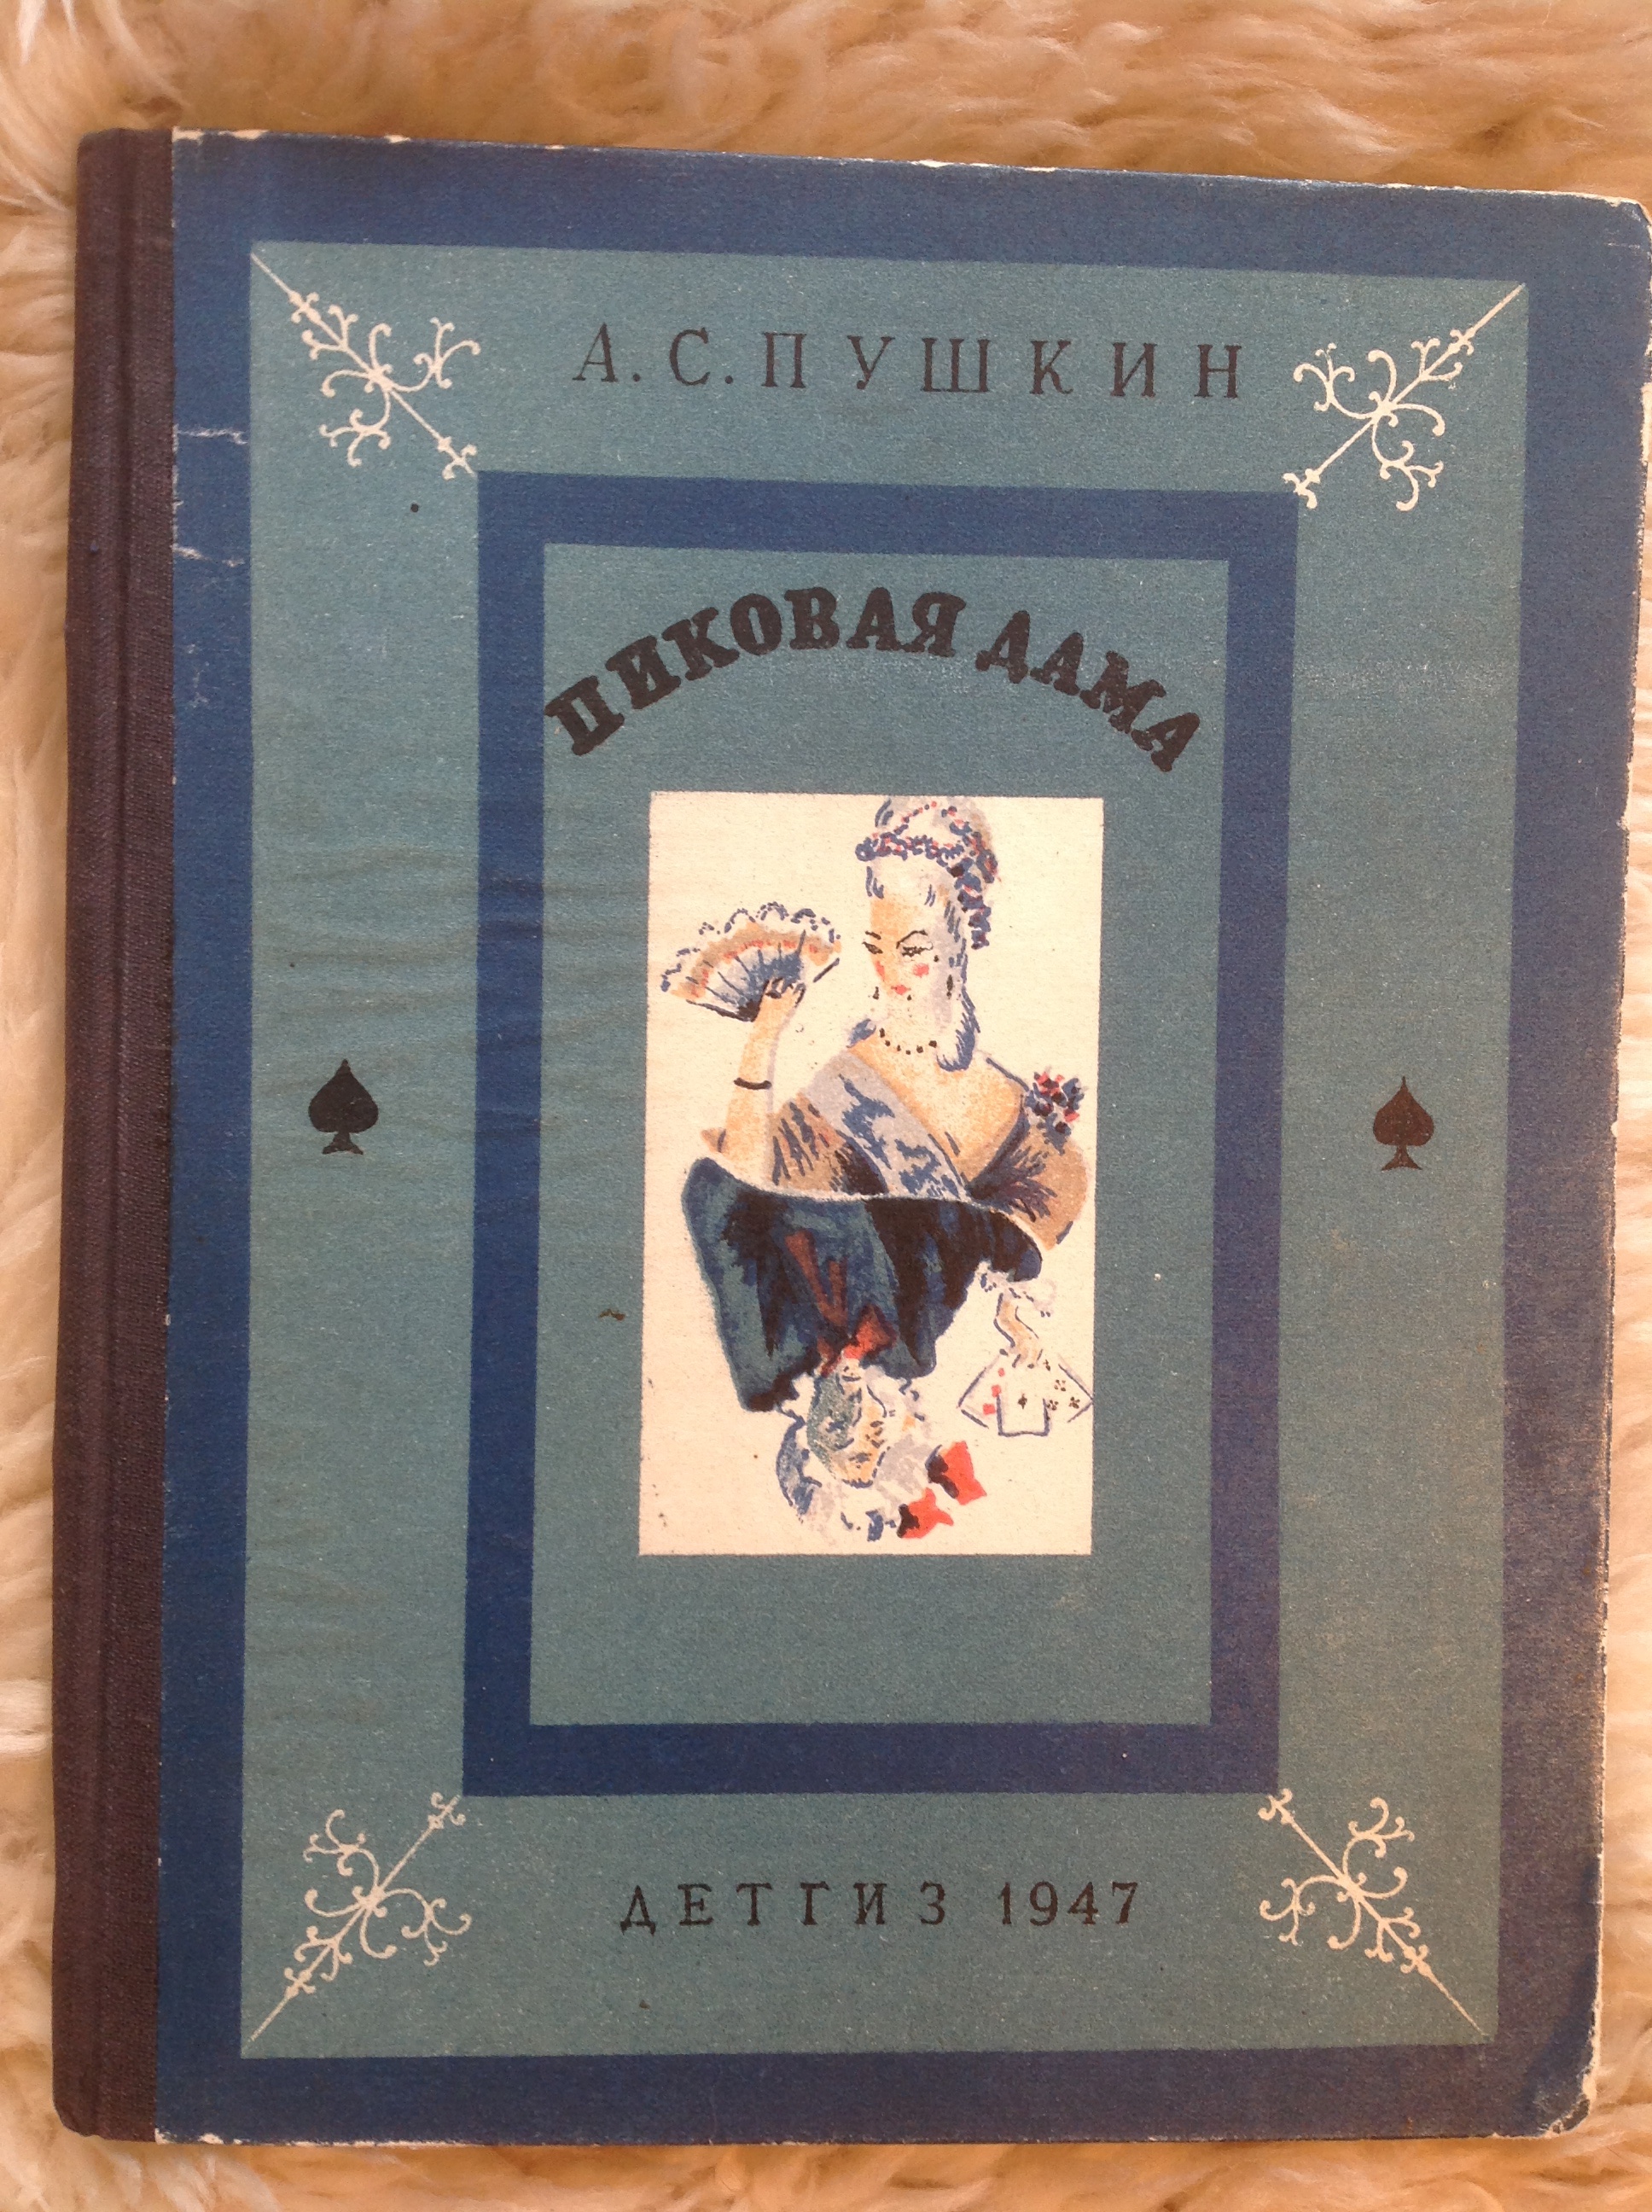 А. С. ПУШКИН
ПИКОВАЯ ДАМА
ДЕТГИЗ 1947